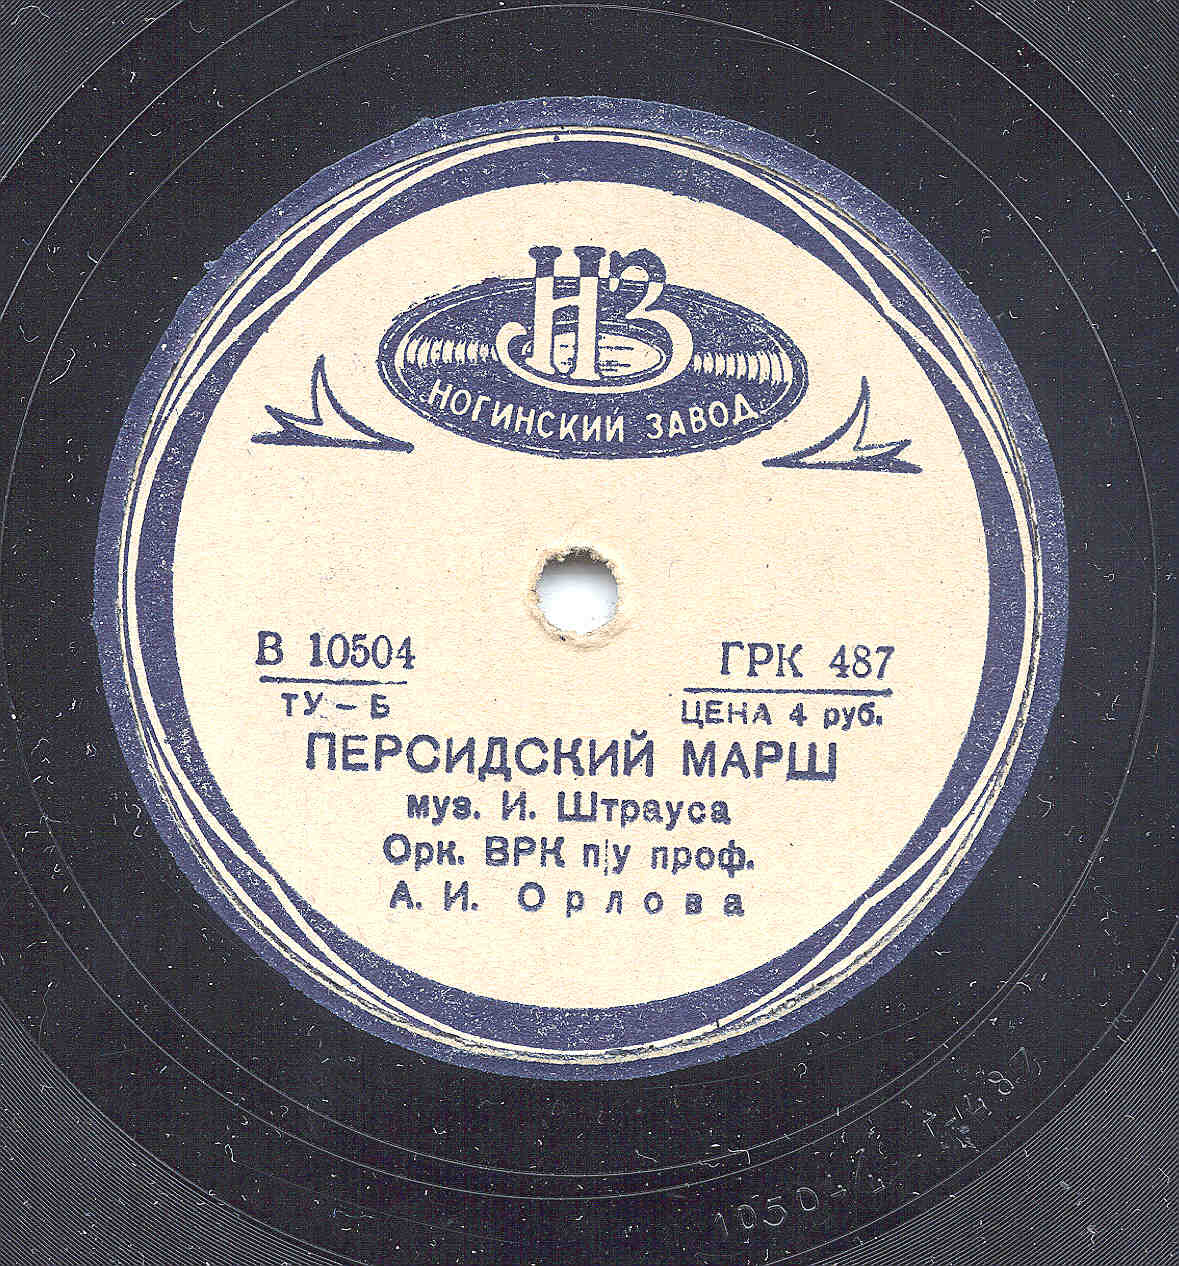 НЗ
НОГИНСКИЙ ЗАВОД
В 10504
ТУ – Б
ГРК 487
ЦЕНА 4 руб.
ПЕРСИДСКИЙ МАРШ
муз. И. Штрауса
Орк. ВРК п/у проф.
А. И. Орлова